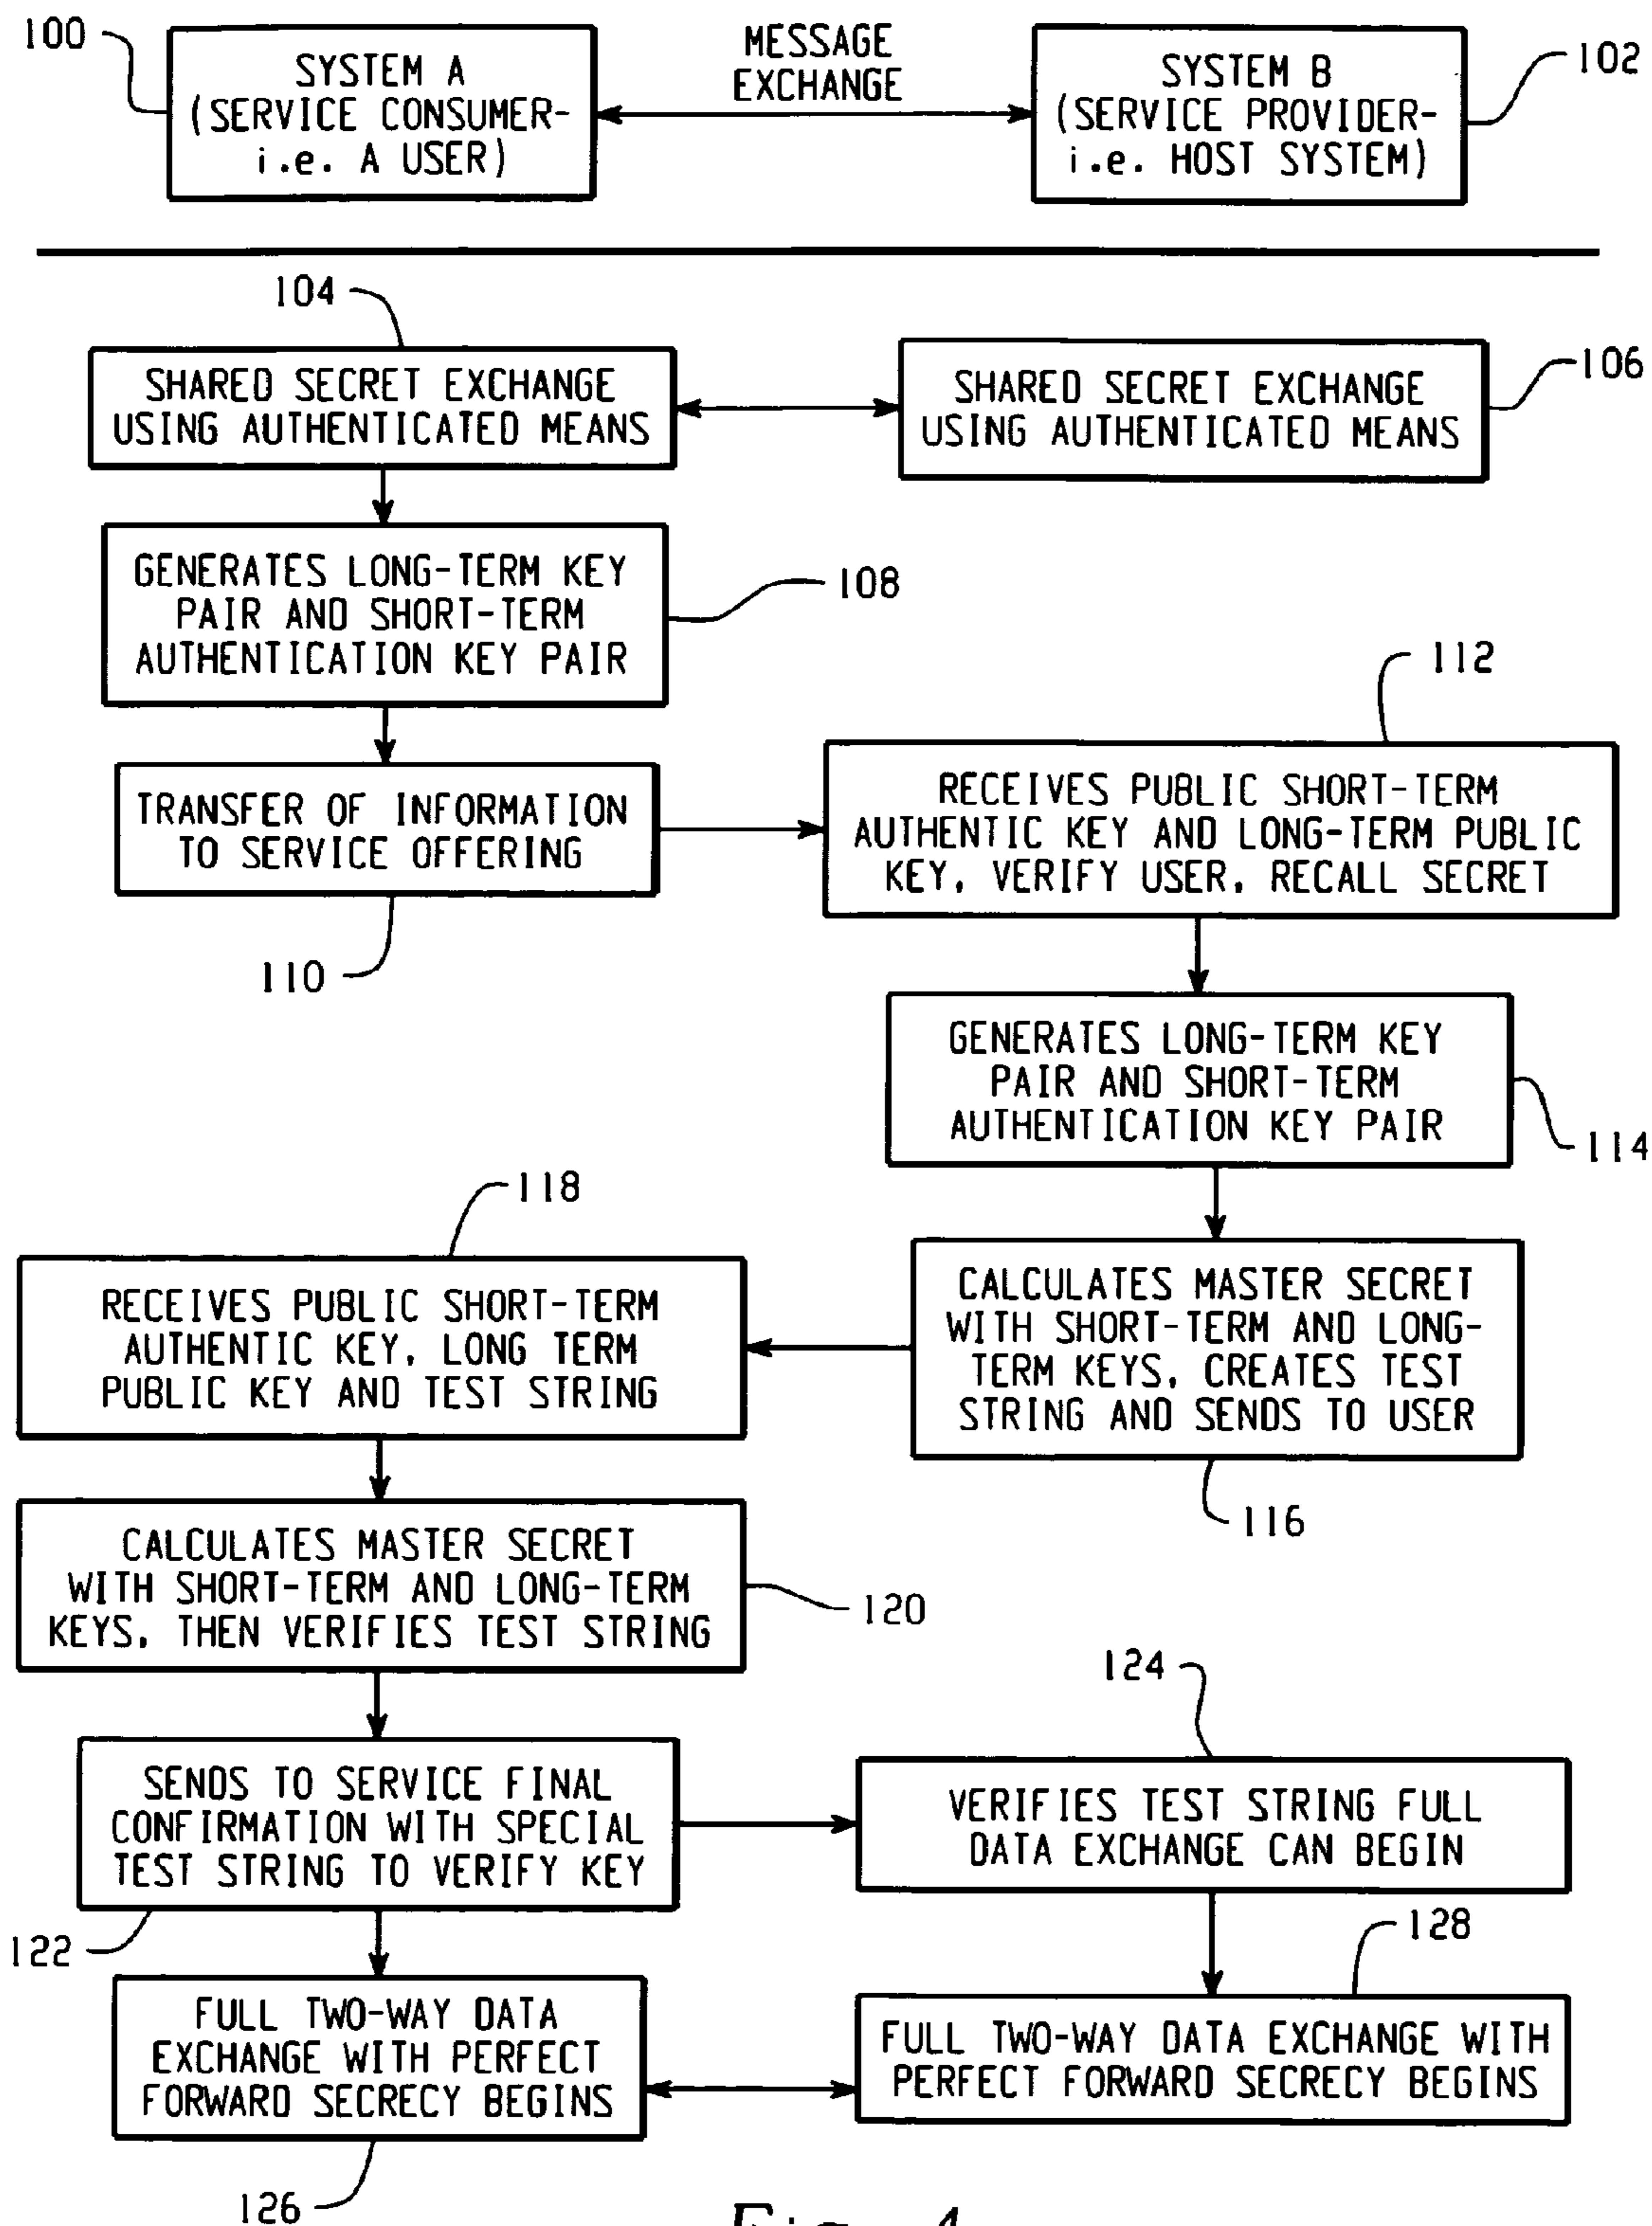 100
SYSTEM A
(SERVICE CONSUMER-
i.e. A USER)
MESSAGE
EXCHANGE
SYSTEM B
(SERVICE PROVIDER-
i.e. HOST SYSTEM)
102
104
SHARED SECRET EXCHANGE
USING AUTHENTICATED MEANS
SHARED SECRET EXCHANGE
USING AUTHENTICATED MEANS
106
GENERATES LONG-TERM KEY
PAIR AND SHORT-TERM
AUTHENTICATION KEY PAIR
108
TRANSFER OF INFORMATION
TO SERVICE OFFERING
110
112
RECEIVES PUBLIC SHORT-TERM
AUTHENTIC KEY AND LONG-TERM PUBLIC
KEY, VERIFY USER, RECALL SECRET
GENERATES LONG-TERM KEY
PAIR AND SHORT-TERM
AUTHENTICATION KEY PAIR
114
CALCULATES MASTER SECRET
WITH SHORT-TERM AND LONG-
TERM KEYS, CREATES TEST
STRING AND SENDS TO USER
116
118
RECEIVES PUBLIC SHORT-TERM
AUTHENTIC KEY, LONG TERM
PUBLIC KEY AND TEST STRING
CALCULATES MASTER SECRET
WITH SHORT-TERM AND LONG-TERM
KEYS, THEN VERIFIES TEST STRING
120
SENDS TO SERVICE FINAL
CONFIRMATION WITH SPECIAL
TEST STRING TO VERIFY KEY
122
124
VERIFIES TEST STRING FULL
DATA EXCHANGE CAN BEGIN
FULL TWO-WAY DATA
EXCHANGE WITH PERFECT
FORWARD SECRECY BEGINS
126
128
FULL TWO-WAY DATA EXCHANGE WITH
PERFECT FORWARD SECRECY BEGINS